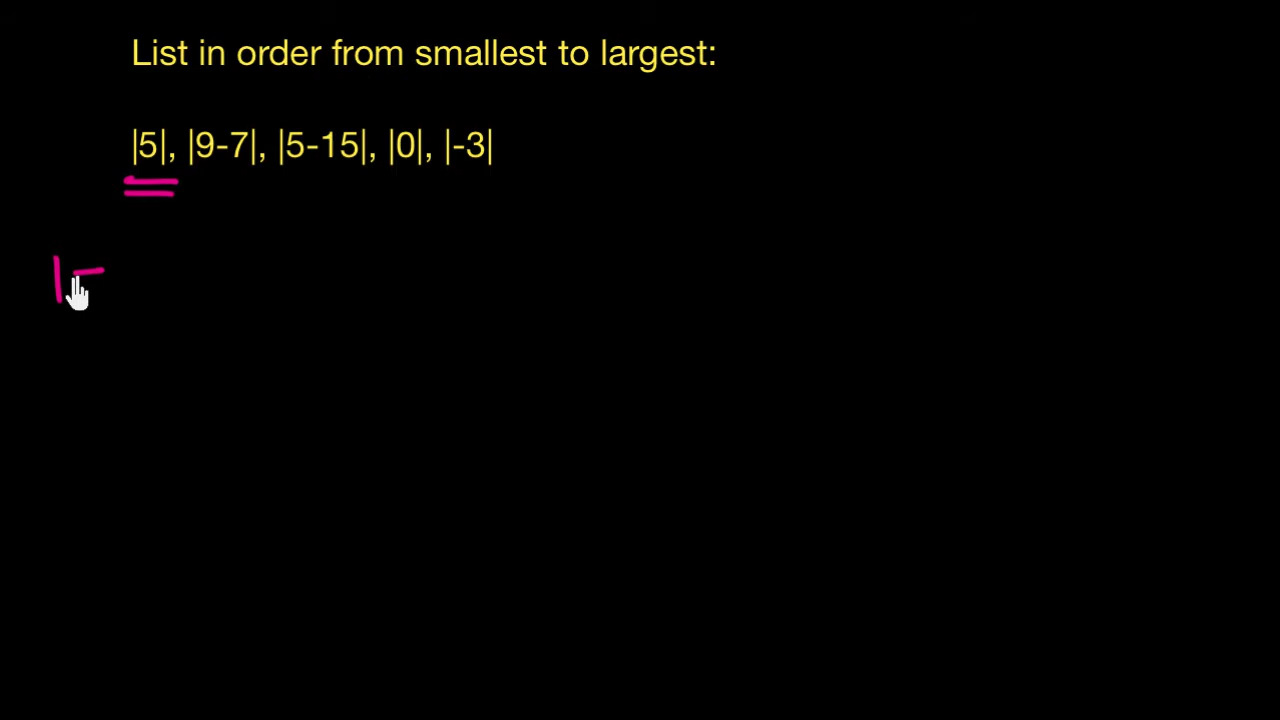 List in order from smallest to largest:
|5|, |9-7|, |5-15|, |0|, |-3|